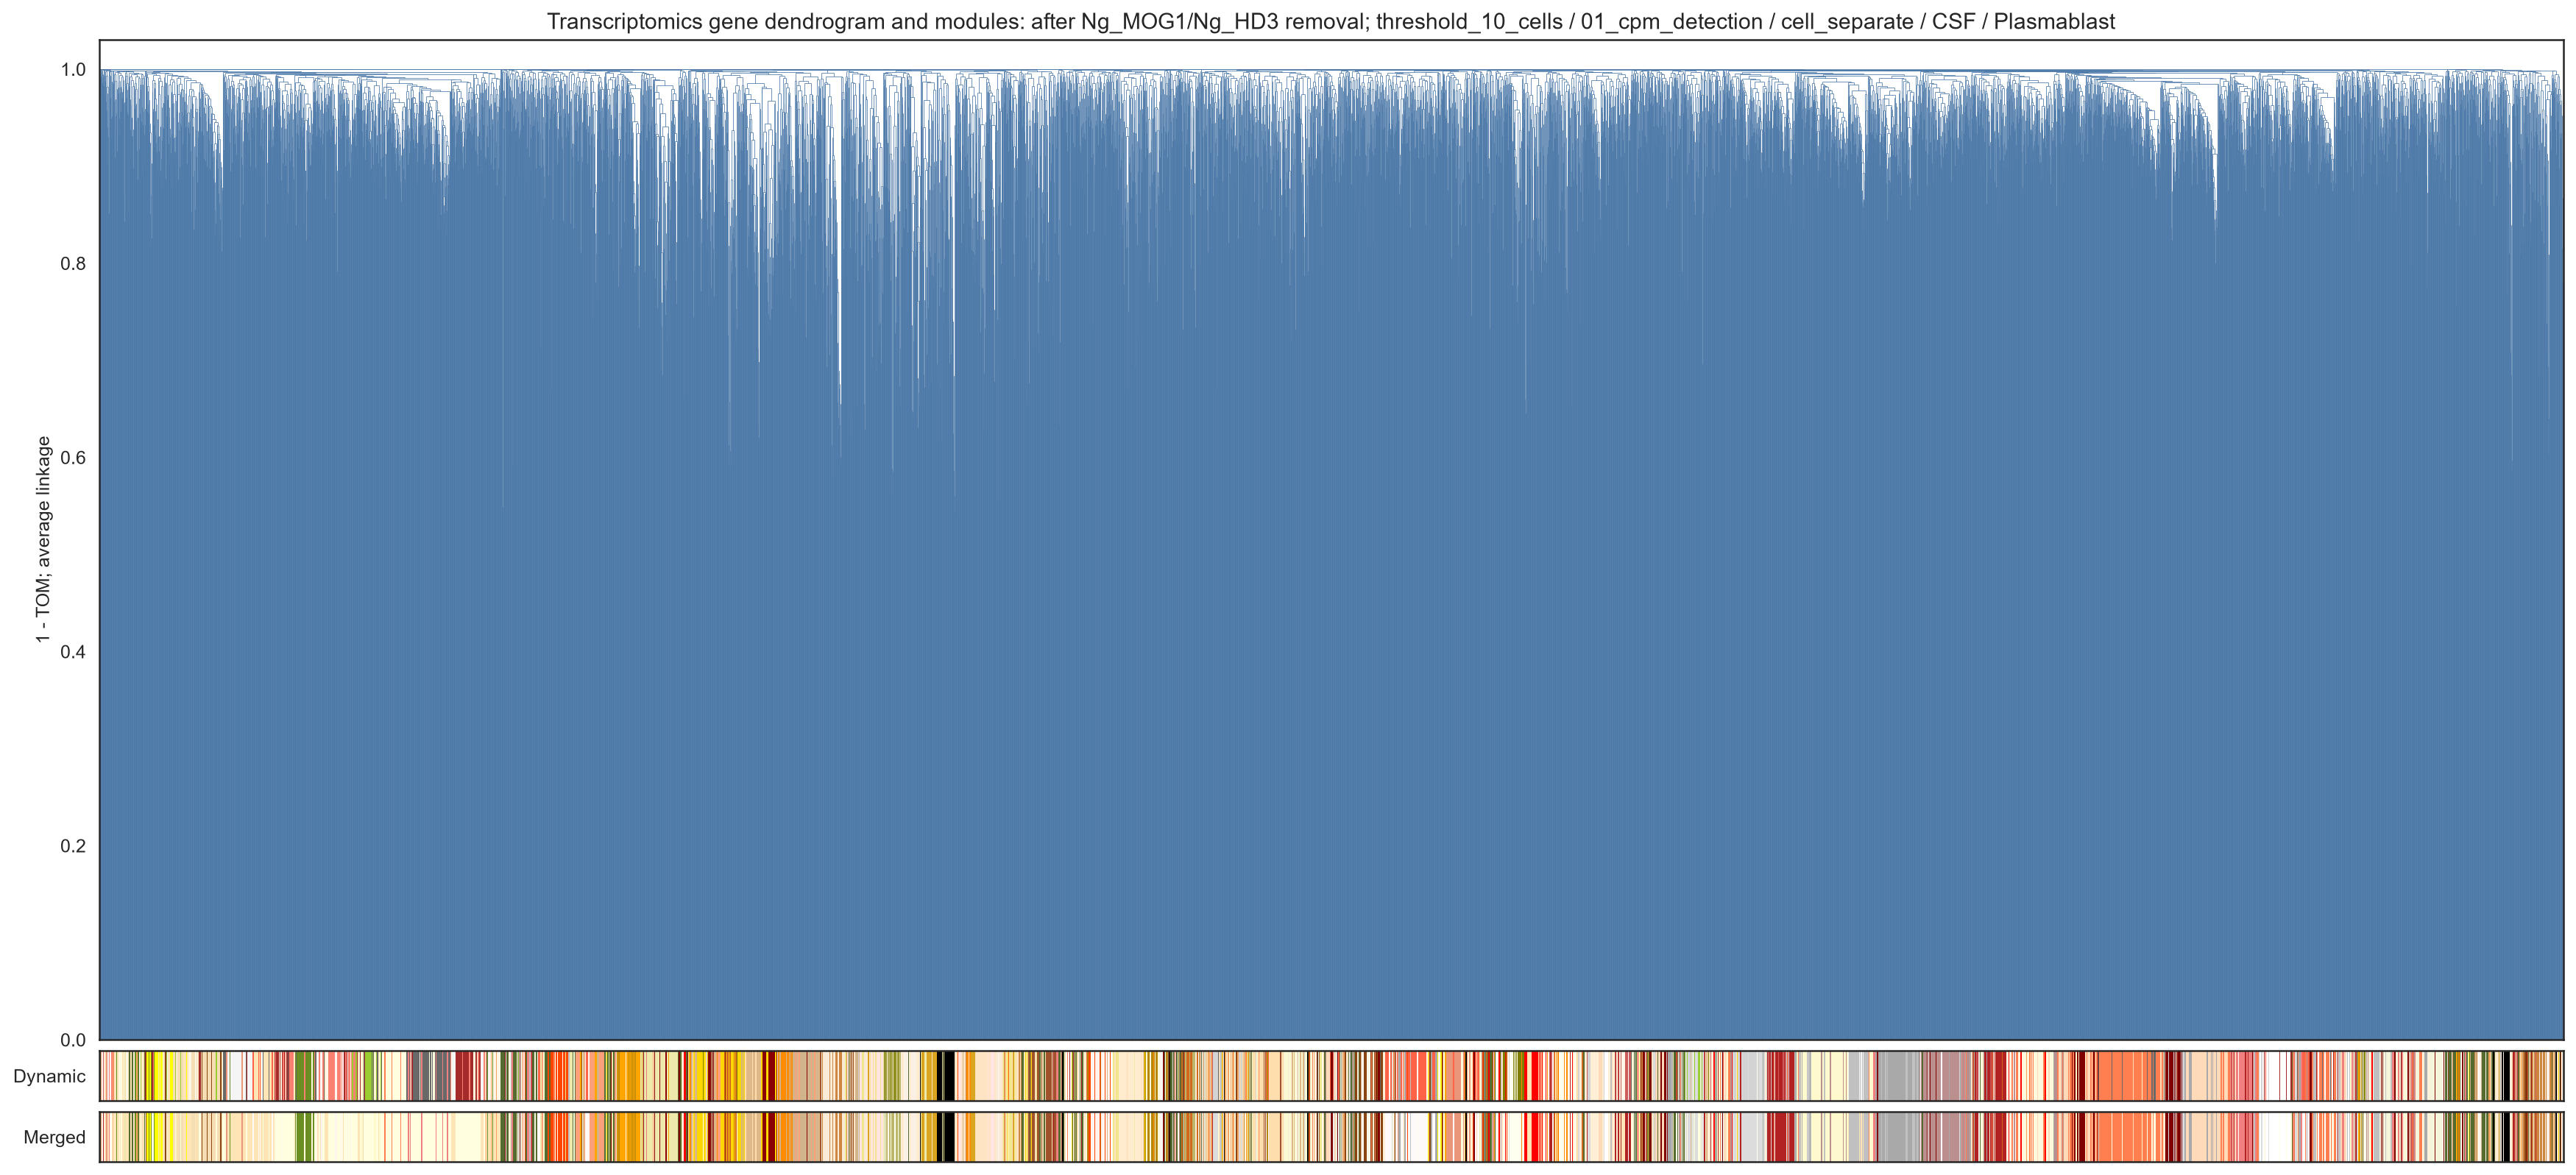 Transcriptomics gene dendrogram and modules: after Ng_MOG1/Ng_HD3 removal; threshold_10_cells / 01_cpm_detection / cell_separate / CSF / Plasmablast
1.0
0.8
0.6
0.4
0.2
0.0
1 - TOM; average linkage
Dynamic
Merged